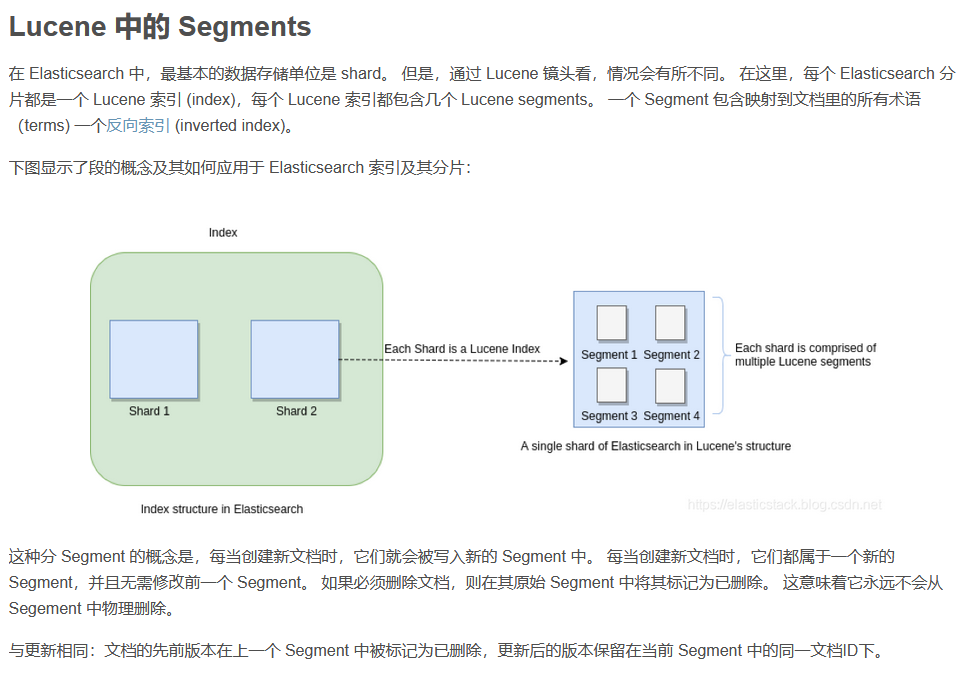 Lucene 中的 Segments
在 Elasticsearch 中，最基本的数据存储单位是 shard。 但是，通过 Lucene 镜头看，情况会有所不同。 在这里，每个 Elasticsearch 分
片都是一个 Lucene 索引 (index)，每个 Lucene 索引都包含几个 Lucene segments。 一个 Segment 包含映射到文档里的所有术语
（terms) 一个反向索引 (inverted index)。
下图显示了段的概念及其如何应用于 Elasticsearch 索引及其分片：
Index
Shard 1
Shard 2
Index structure in Elasticsearch
Each Shard is a Lucene Index
Segment 1 Segment 2
Segment 3 Segment 4
Each shard is comprised of
multiple Lucene segments
A single shard of Elasticsearch in Lucene's structure
https://elasticstack.blog.csdn.net
这种分 Segment 的概念是，每当创建新文档时，它们就会被写入新的 Segment 中。 每当创建新文档时，它们都属于一个新的
Segment，并且无需修改前一个 Segment。 如果必须删除文档，则在其原始 Segment 中将其标记为已删除。 这意味着它永远不会从
Segement 中物理删除。
与更新相同：文档的先前版本在上一个 Segment 中被标记为已删除，更新后的版本保留在当前 Segment 中的同一文档ID下。